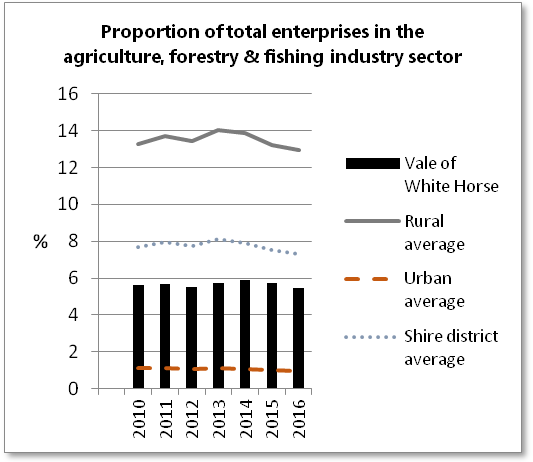 Proportion of total enterprises in the
agriculture, forestry & fishing industry sector
16
14
12
10
8
6
4
2
0
%
2010
2011
2012
2013
2014
2015
2016
Vale of
White Horse
Rural
average
Urban
average
Shire district
average